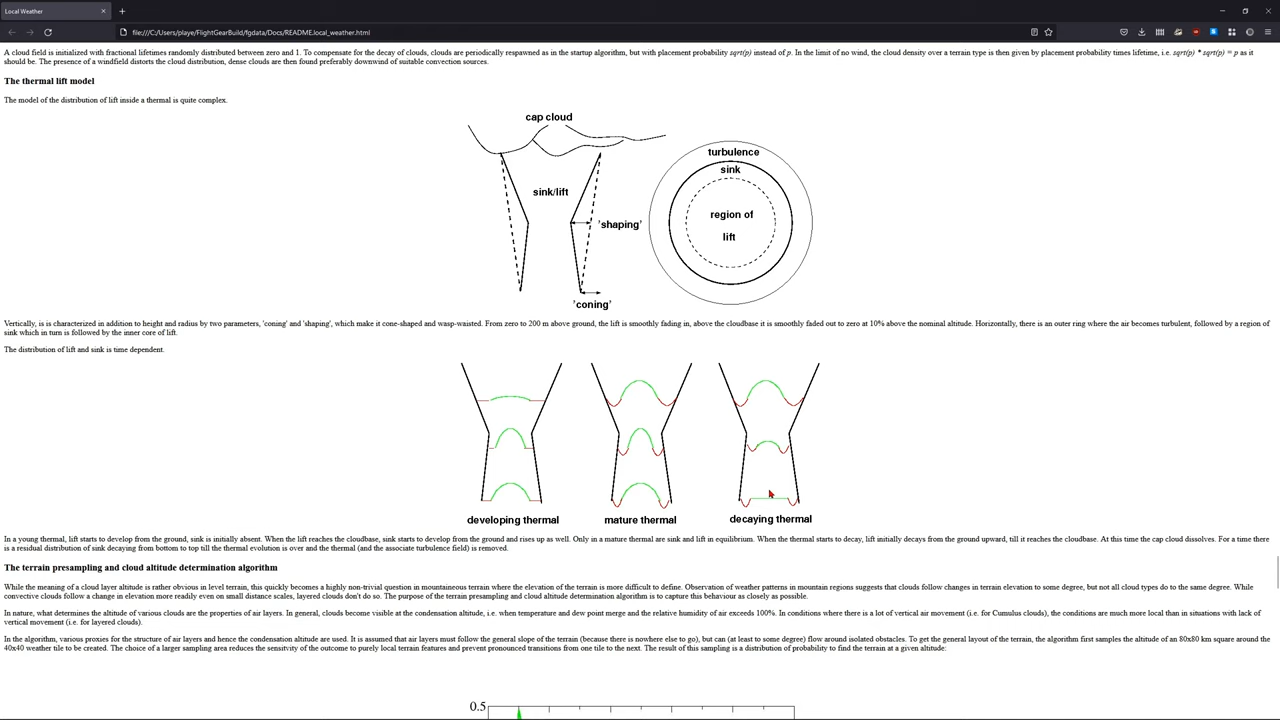 Local Weather
file:///C:/Users/playe/FlightGearBuild/fgdata/Docs/README.local_weather.html
A cloud field is initialized with fractional lifetimes randomly distributed between zero and 1. To compensate for the decay of clouds, clouds are periodically respawned as in the startup algorithm, but with placement probability sqrt(p) instead of p. In the limit of no wind, the cloud density over a terrain type is then given by placement probability times lifetime, i.e. sqrt(p) * sqrt(p) = p as it
should be. The presence of a windfield distorts the cloud distribution, dense clouds are then found preferably downwind of suitable convection sources.
The thermal lift model
The model of the distribution of lift inside a thermal is quite complex.
cap cloud
turbulence
sink
sink/lift
region of
'shaping'
lift
'coning'
Vertically, is is characterized in addition to height and radius by two parameters, 'coning' and 'shaping', which make it cone-shaped and wasp-waisted. From zero to 200 m above ground, the lift is smoothly fading in, above the cloudbase it is smoothly faded out to zero at 10% above the nominal altitude. Horizontally, there is an outer ring where the air becomes turbulent, followed by a region of
sink which in turn is followed by the inner core of lift.
The distribution of lift and sink is time dependent.
developing thermal
mature thermal
decaying thermal
In a young thermal, lift starts to develop from the ground, sink is initially absent. When the lift reaches the cloudbase, sink starts to develop from the ground and rises up as well. Only in a mature thermal are sink and lift in equilibrium. When the thermal starts to decay, lift initially decays from the ground upward, till it reaches the cloudbase. At this time the cap cloud dissolves. For a time there
is a residual distribution of sink decaying from bottom to top till the thermal evolution is over and the thermal (and the associate turbulence field) is removed.
The terrain presampling and cloud altitude determination algorithm
While the meaning of a cloud layer altitude is rather obvious in level terrain, this quickly becomes a highly non-trivial question in mountaineous terrain where the elevation of the terrain is more difficult to define. Observation of weather patterns in mountain regions suggests that clouds follow changes in terrain elevation to some degree, but not all cloud types do to the same degree. While
convective clouds follow a change in elevation more readily even on small distance scales, layered clouds don't do so. The purpose of the terrain presampling and cloud altitude determination algorithm is to capture this behaviour as closely as possible.
In nature, what determines the altitude of various clouds are the properties of air layers. In general, clouds become visible at the condensation altitude, i.e. when temperature and dew point merge and the relative humidity of air exceeds 100%. In conditions where there is a lot of vertical air movement (i.e. for Cumulus clouds), the conditions are much more local than in situations with lack of
vertical movement (i.e. for layered clouds).
In the algorithm, various proxies for the structure of air layers and hence the condensation altitude are used. It is assumed that air layers must follow the general slope of the terrain (because there is nowhere else to go), but can (at least to some degree) flow around isolated obstacles. To get the general layout of the terrain, the algorithm first samples the altitude of an 80x80 km square around the
40x40 weather tile to be created. The choice of a larger sampling area reduces the sensitvity of the outcome to purely local terrain features and prevent pronounced transitions from one tile to the next. The result of this sampling is a distribution of probability to find the terrain at a given altitude:
0.5